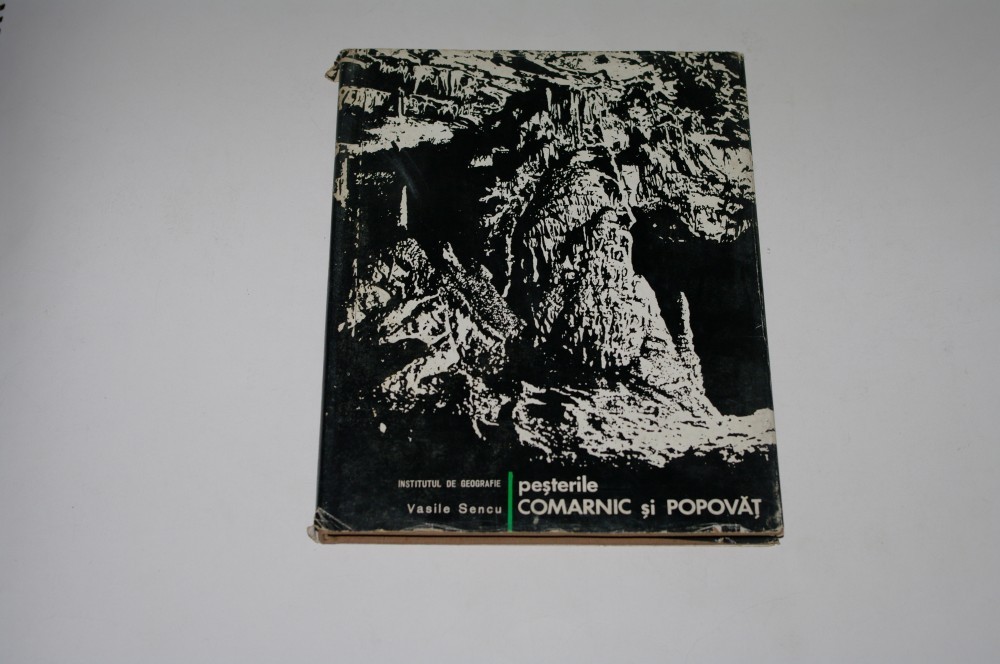 INSTITUTUL DE GEOGRAFIE
Vasile Sencu
peșterile
COMARNIC și POPOVĂȚ